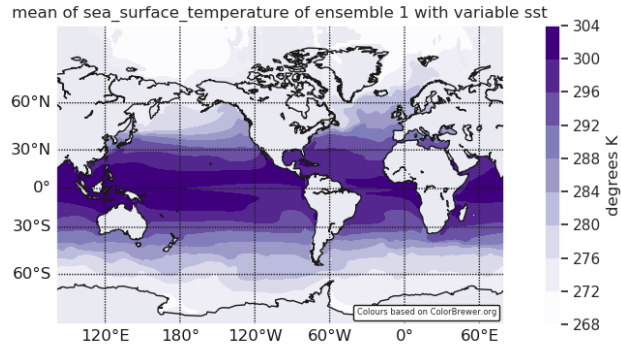 mean of sea_surface_temperature of ensemble 1 with variable sst
60°N
30°N
0°
30°S
60°S
120°E 180° 120°W 60°W 0° 60°E
Colours based on ColorBrewer.org
304
300
296
292
288
284
280
276
272
268
degrees K